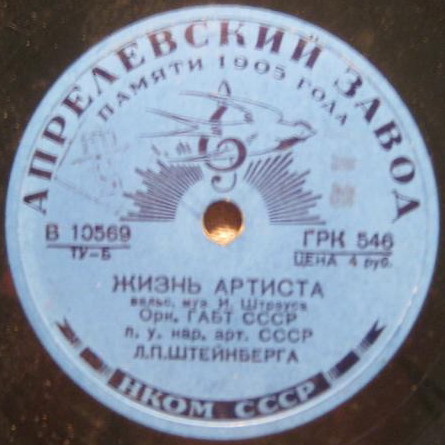 АПРЕЛЕВСКИЙ ЗАВОД
ПАМЯТИ 1905 ГОДА
В 10569
ТУ-Б
ГРК 546
ЦЕНА 4 руб.
ЖИЗНЬ АРТИСТА
вальс, муз. И. Штрауса
Орк. ГАБТ СССР
п. у. нар. арт. СССР
Л.П.ШТЕЙНБЕРГА
НКОМ СССР